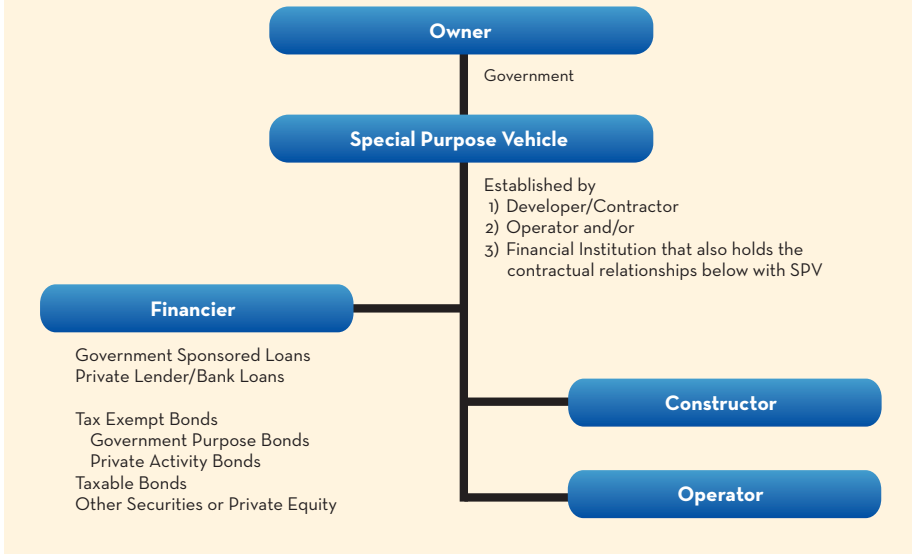 Owner
Government
Special Purpose Vehicle
Established by
1) Developer/Contractor
2) Operator and/or
3) Financial Institution that also holds the
contractual relationships below with SPV
Financier
Government Sponsored Loans
Private Lender/Bank Loans
Tax Exempt Bonds
Government Purpose Bonds
Private Activity Bonds
Taxable Bonds
Other Securities or Private Equity
Constructor
Operator